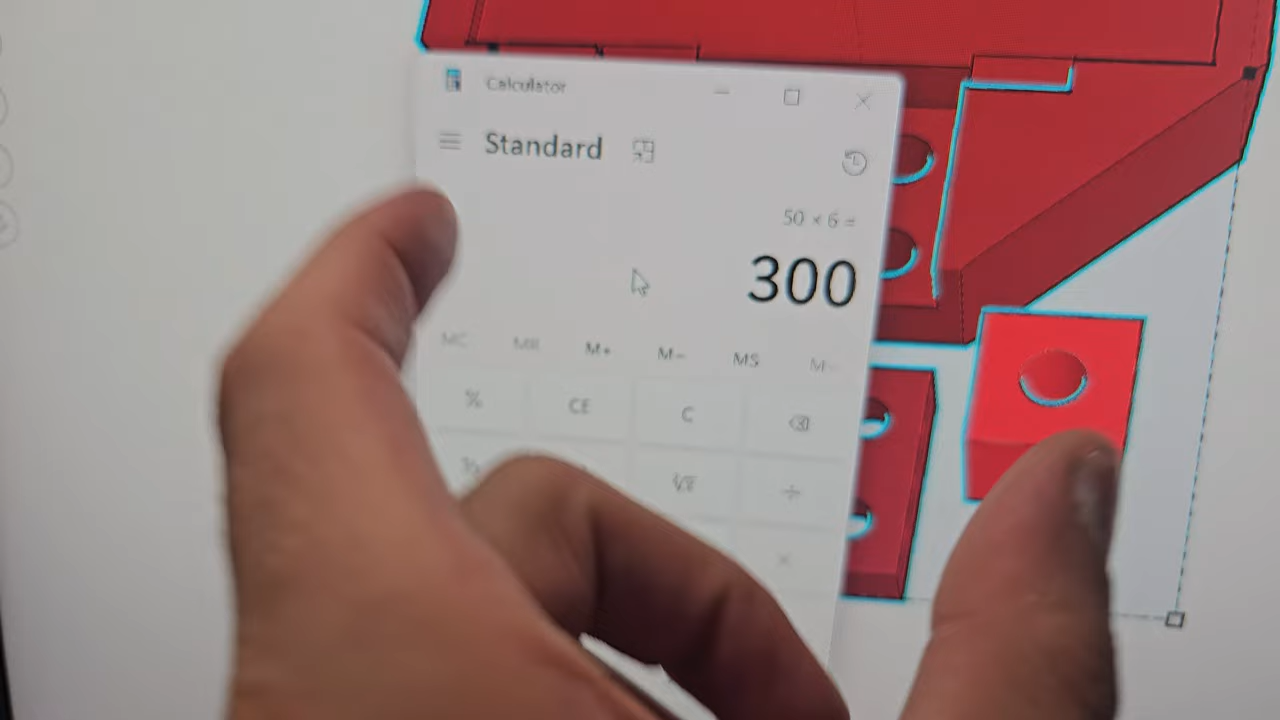 Calculator
Standard
50 × 6 =
300
MC MR M+ M− MS
% CE C
÷